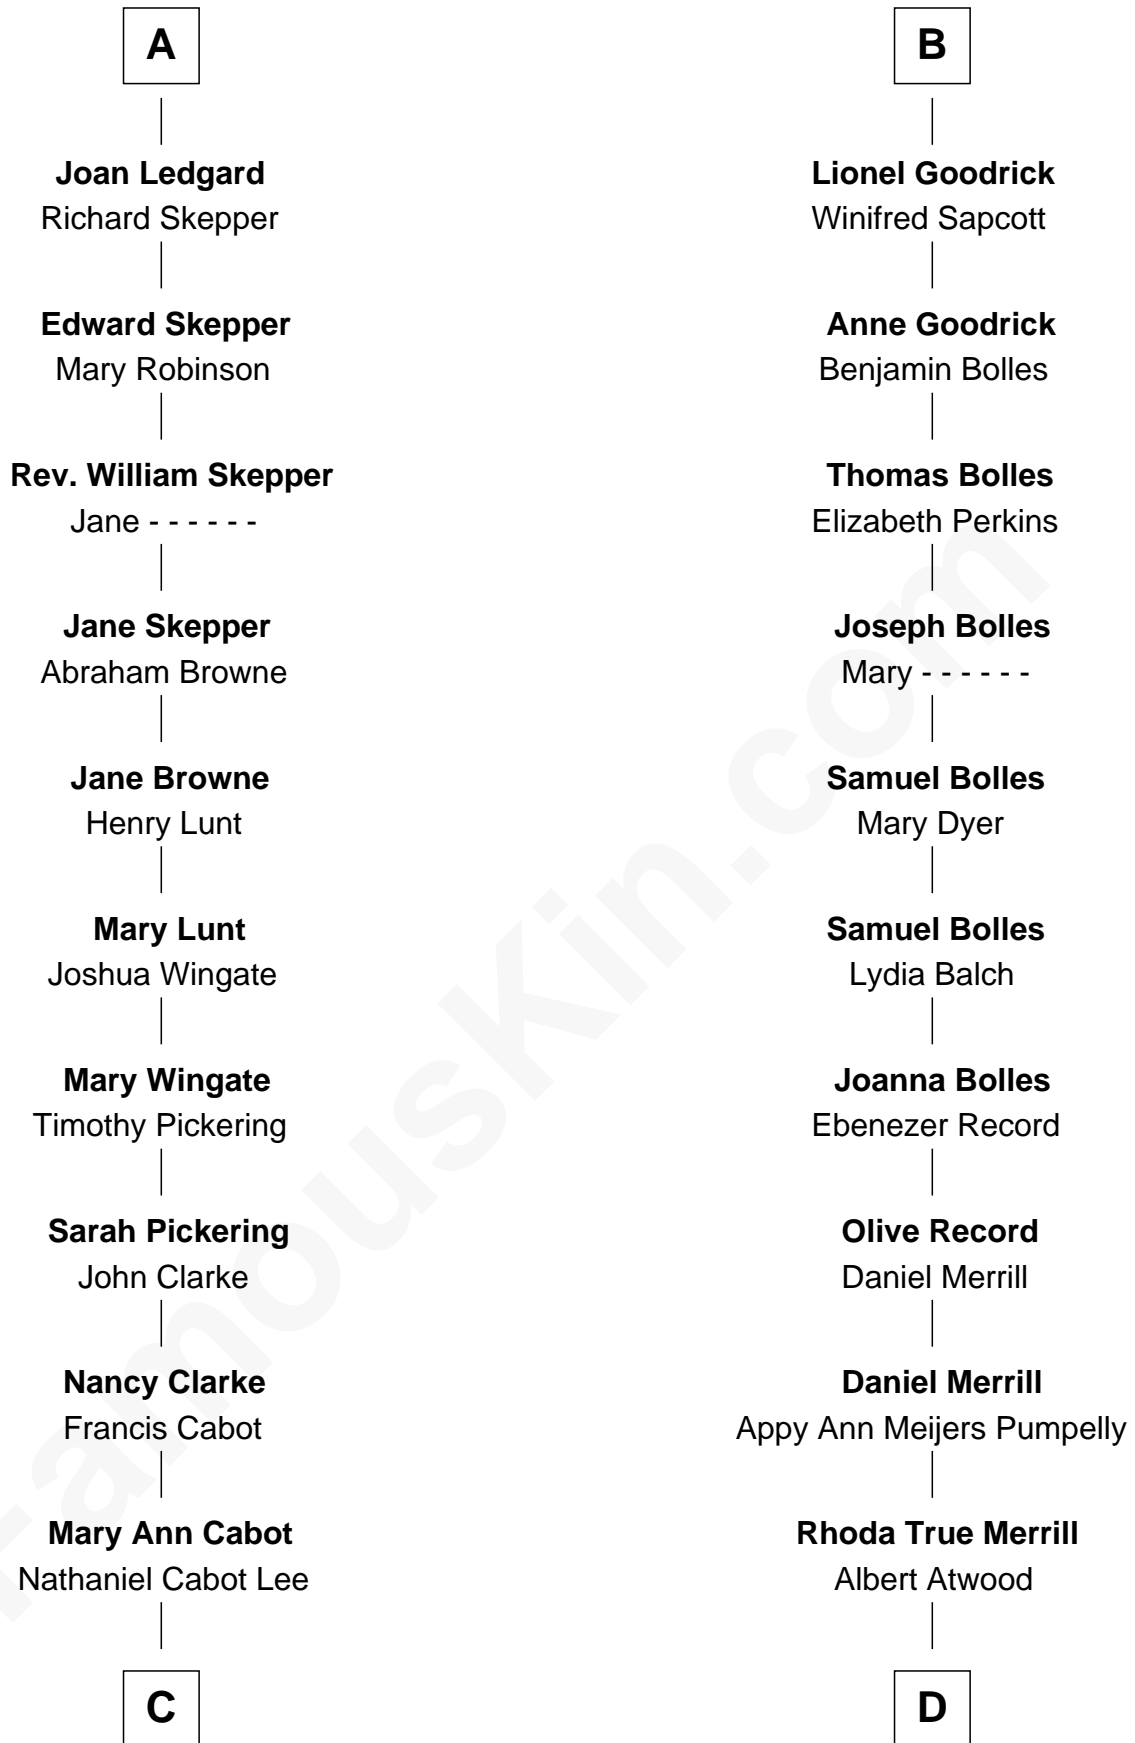 A
Joan Ledgard
Richard Skepper
Edward Skepper
Mary Robinson
Rev. William Skepper
Jane - - - - - -
Jane Skepper
Abraham Browne
Jane Browne
Henry Lunt
Mary Lunt
Joshua Wingate
Mary Wingate
Timothy Pickering
Sarah Pickering
John Clarke
Nancy Clarke
Francis Cabot
Mary Ann Cabot
Nathaniel Cabot Lee
C
B
Lionel Goodrick
Winifred Sapcott
Anne Goodrick
Benjamin Bolles
Thomas Bolles
Elizabeth Perkins
Joseph Bolles
Mary - - - - - -
Samuel Bolles
Mary Dyer
Samuel Bolles
Lydia Balch
Joanna Bolles
Ebenezer Record
Olive Record
Daniel Merrill
Daniel Merrill
Appy Ann Meijers Pumpelly
Rhoda True Merrill
Albert Atwood
D
FamousKin.com